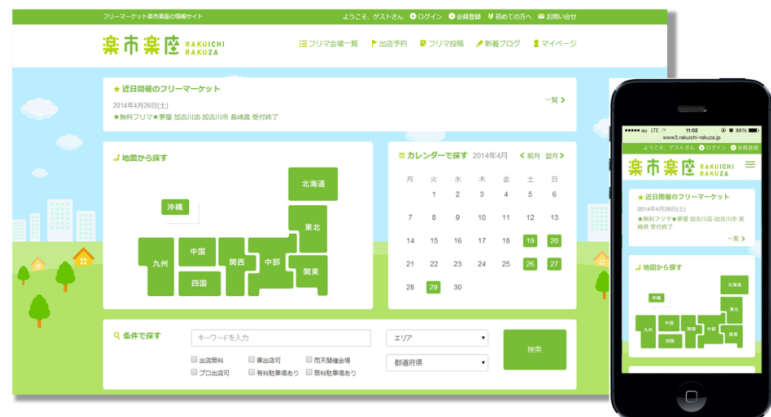 フリーマーケット楽市楽座の情報サイト
ようこそ、ゲストさん ログイン 会員登録 初めての方へ お問い合せ
楽市楽座 RAKUICHI RAKUZA
フリマ会場一覧 出店予約 フリマ投稿 新着ブログ マイページ
★近日開催のフリーマーケット
2014年4月26日(土)
一覧
★無料フリマ★夢屋 加古川店-加古川市 長崎県 受付終了
地図から探す
北海道
沖縄
東北
中国
関西
中部
九州
関東
四国
カレンダーで探す 2014年4月 前月 翌月
月 火 水 木 金 土 日
1 2 3 4 5 6
7 8 9 10 11 12 13
14 15 16 17 18 19 20
21 22 23 24 25 26 27
28 29 30
条件で探す
キーワードを入力
エリア
検索
出店無料 車出店可 雨天開催会場
都道府県
プロ出店可 有料駐車場あり 無料駐車場あり
au LTE 11:02 88%
www3.rakuichi-rakuza.jp
ようこそ、ゲストさん ログイン 会員登録
楽市楽座 RAKUICHI RAKUZA
★近日開催のフリーマーケット
2014年4月26日(土)
★無料フリマ★夢屋 加古川店-加古川市 長
崎県 受付終了
一覧
地図から探す
北海道
沖縄
東北
中国
関西
中部
九州
関東
四国